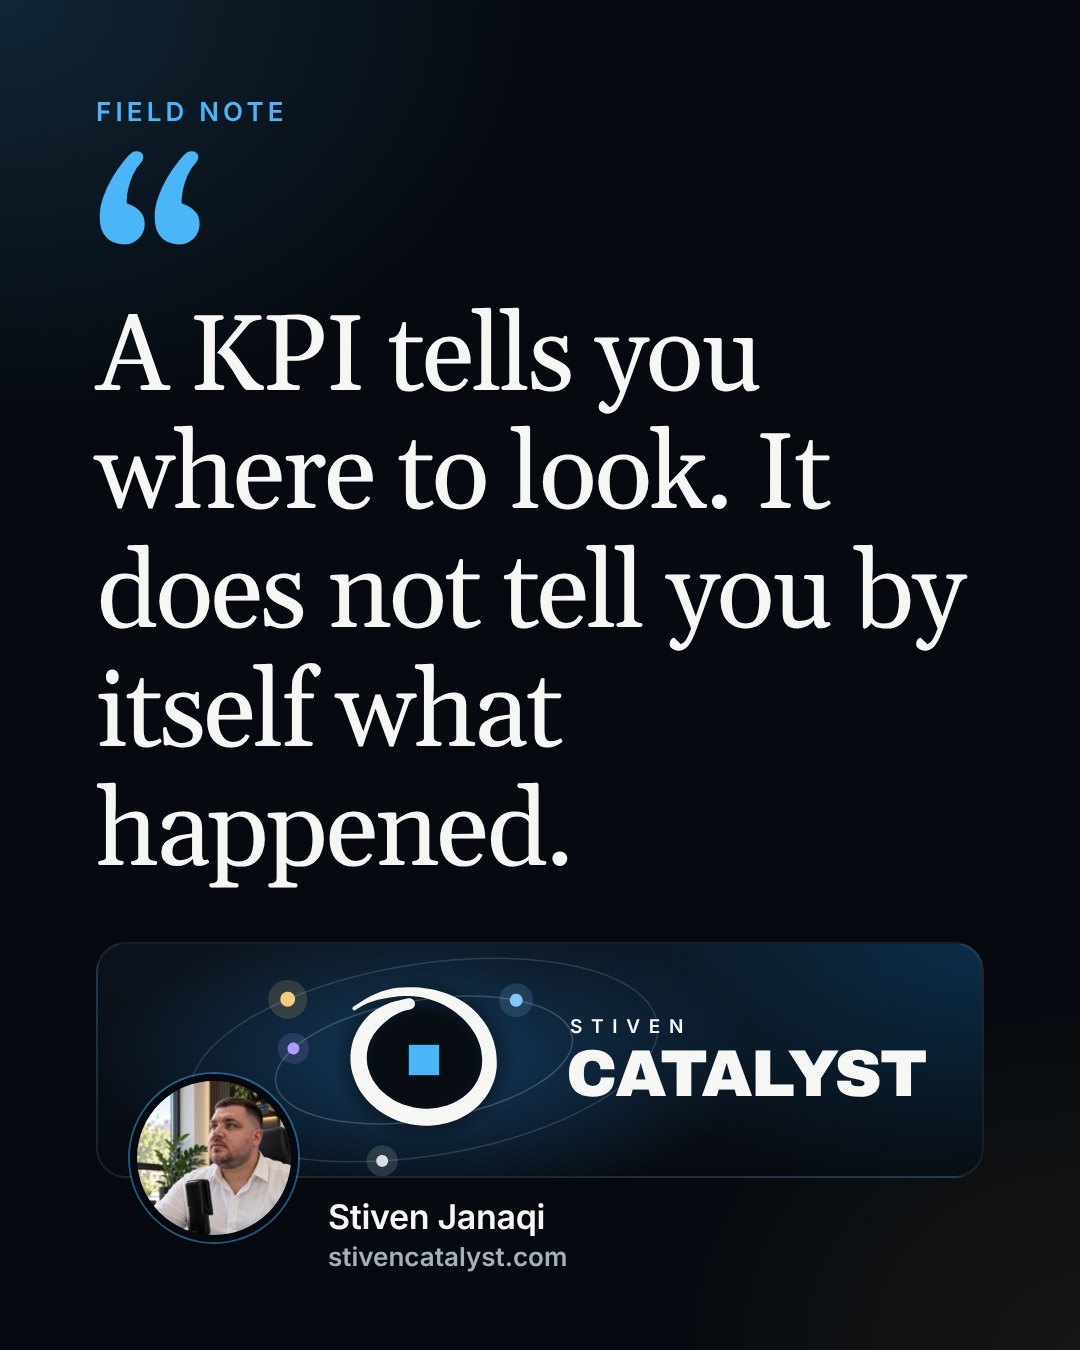 FIELD NOTE
“
A KPI tells you
where to look. It
does not tell you by
itself what
happened.
STIVEN
CATALYST
Stiven Janaqi
stivencatalyst.com